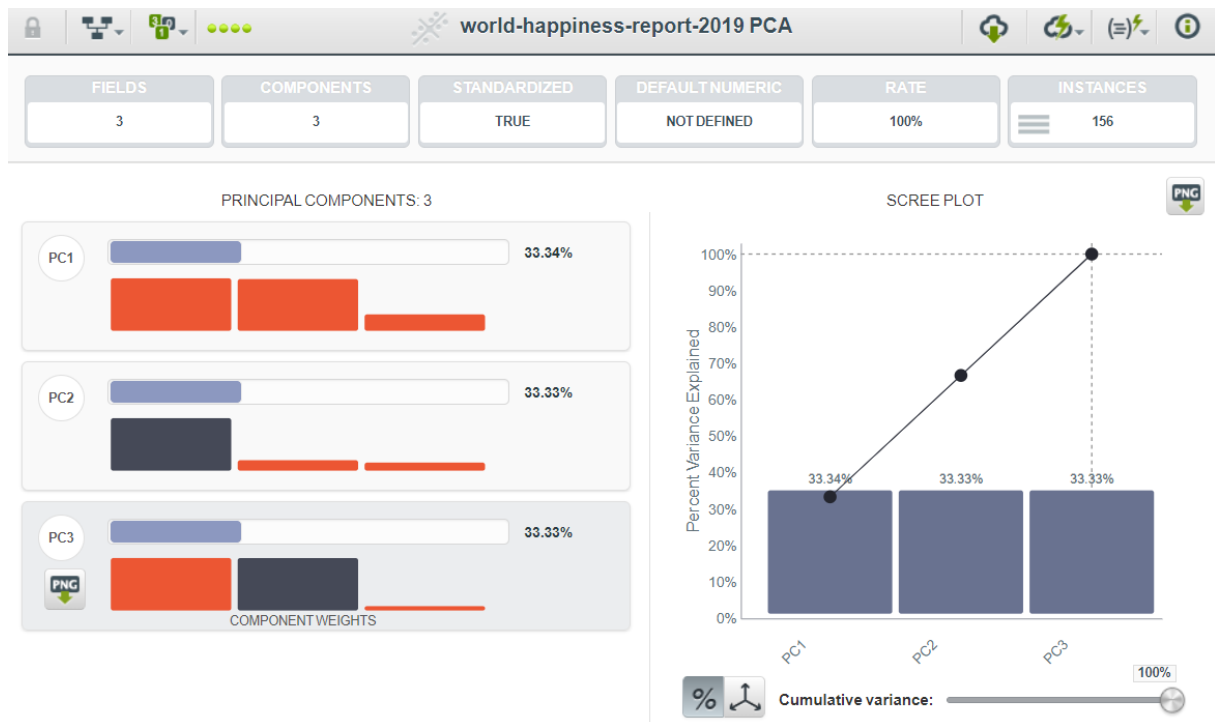 world-happiness-report-2019 PCA
(=)
FIELDS
3
COMPONENTS
3
STANDARDIZED
TRUE
DEFAULT NUMERIC
NOT DEFINED
RATE
100%
INSTANCES
156
PRINCIPAL COMPONENTS: 3
PC1
33.34%
PC2
33.33%
PC3
33.33%
PNG
COMPONENT WEIGHTS
SCREE PLOT
PNG
Percent Variance Explained
100%
90%
80%
70%
60%
50%
40%
30%
20%
10%
0%
33.34%
33.33%
33.33%
PC1
PC2
PC3
%
Cumulative variance:
100%